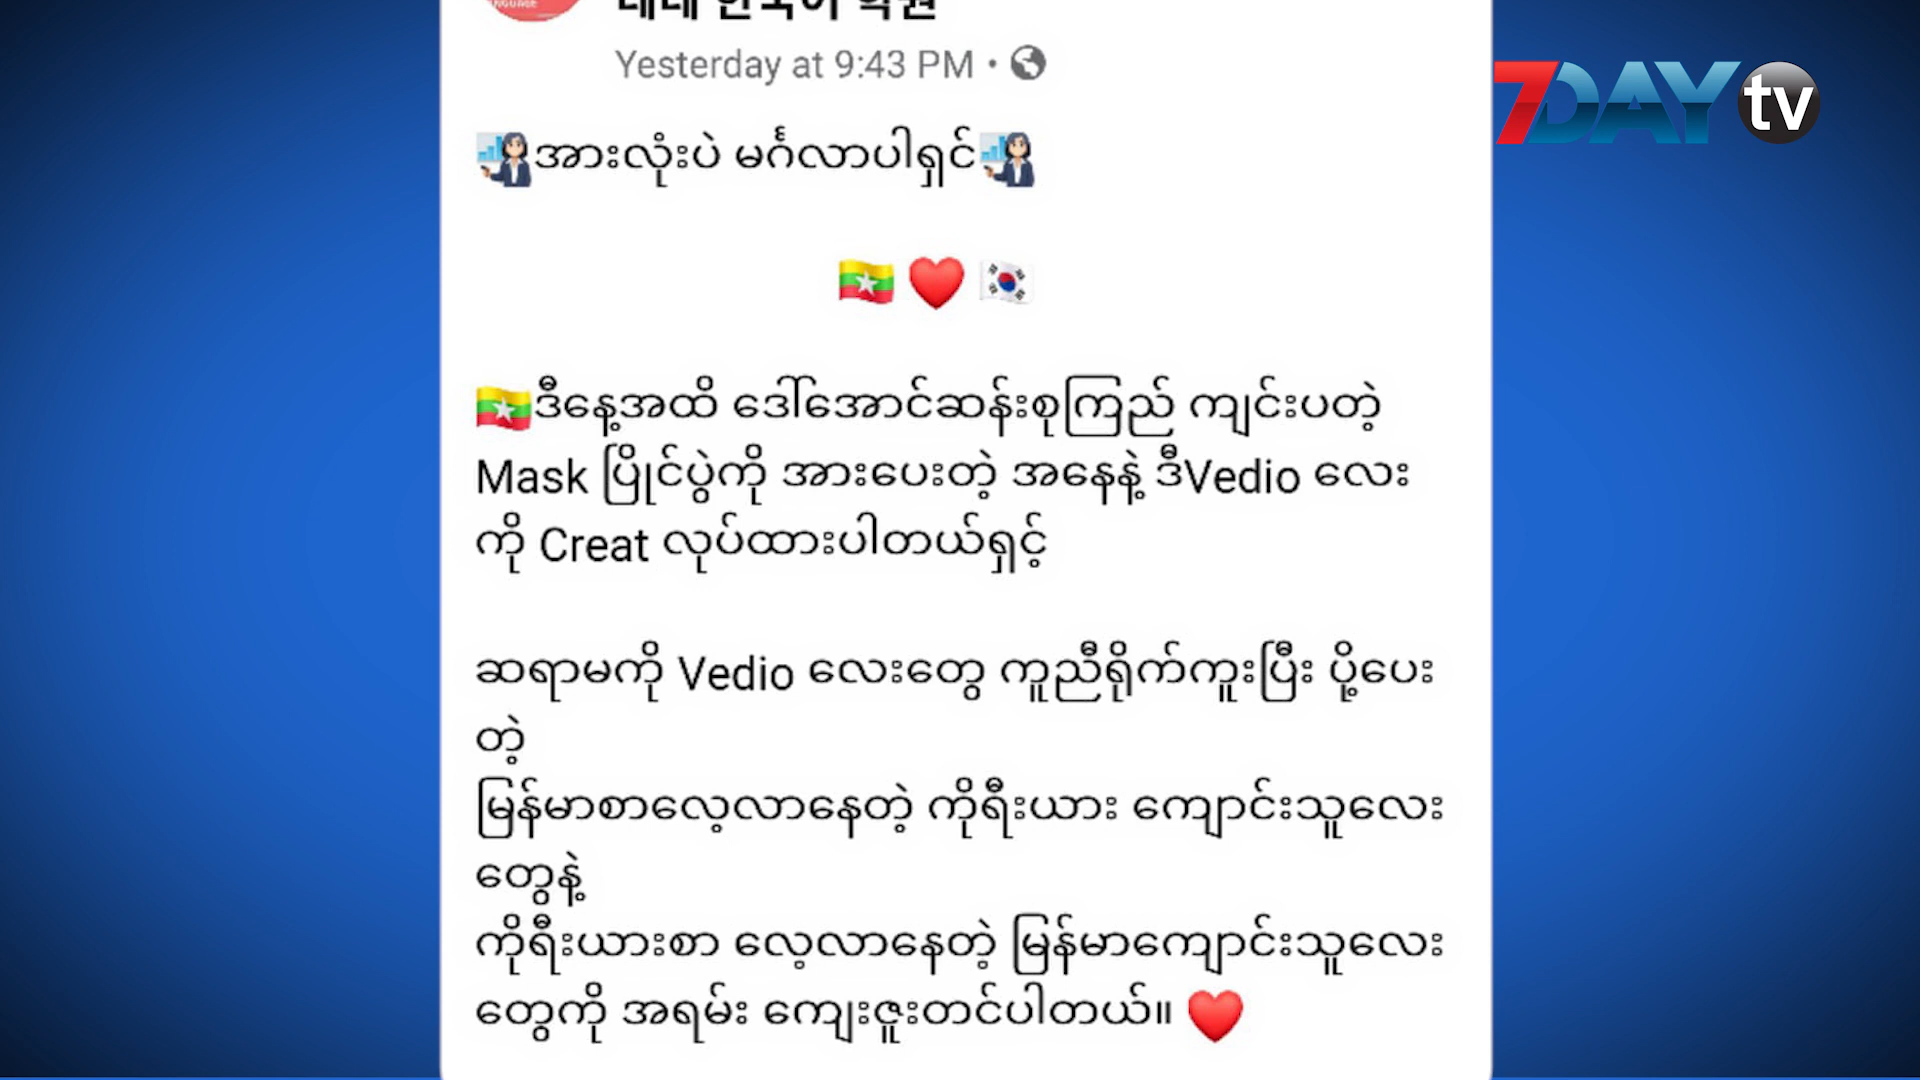 Yesterday at 9:43 PM
7DAY tv
အားလုံးပဲ မင်္ဂလာပါရှင်
ဒီနေ့အထိ ဒေါ်အောင်ဆန်းစုကြည် ကျင်းပတဲ့
Mask ပြိုင်ပွဲကို အားပေးတဲ့ အနေနဲ့ ဒီVedio လေး
ကို Creat လုပ်ထားပါတယ်ရှင့်
ဆရာမကို Vedio လေးတွေ ကူညီရိုက်ကူးပြီး ပို့ပေး
တဲ့
မြန်မာစာလေ့လာနေတဲ့ ကိုရီးယား ကျောင်းသူလေး
တွေနဲ့
ကိုရီးယားစာ လေ့လာနေတဲ့ မြန်မာကျောင်းသူလေး
တွေကို အရမ်း ကျေးဇူးတင်ပါတယ်။